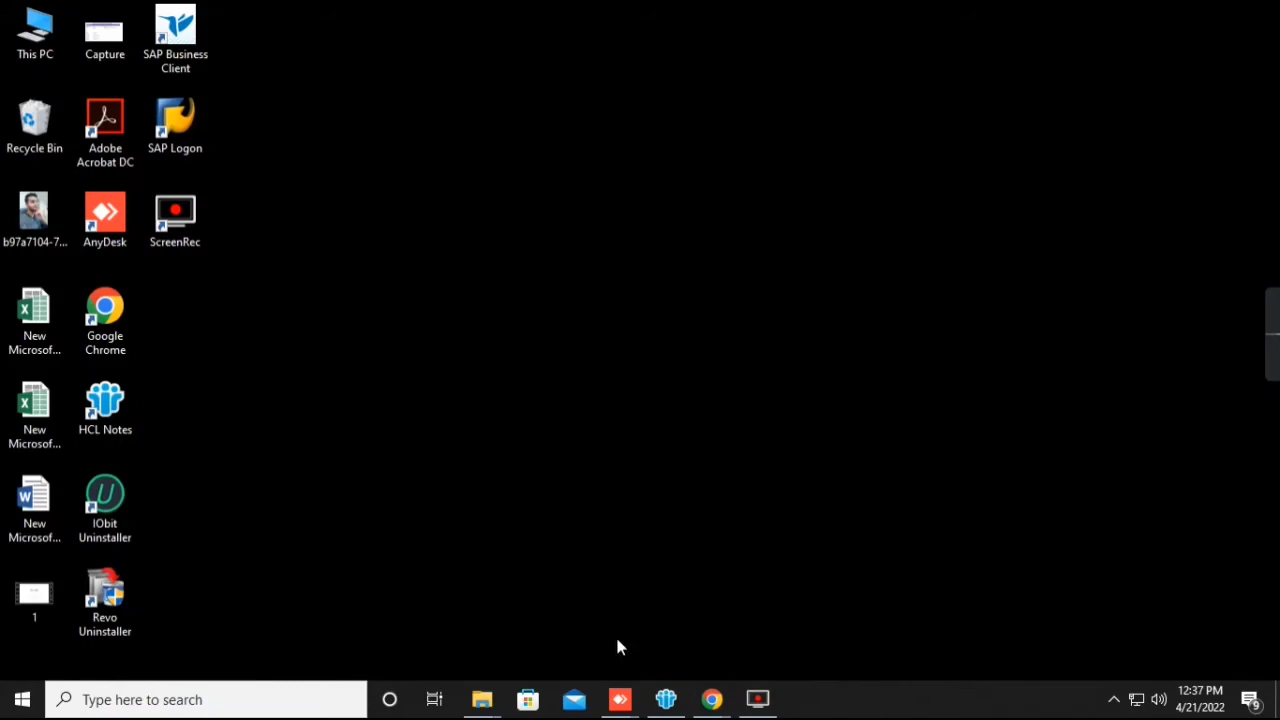 This PC
Capture
SAP Business
Client
Recycle Bin
Adobe
Acrobat DC
SAP Logon
b97a7104-7...
AnyDesk
ScreenRec
New
Microsof...
Google
Chrome
New
Microsof...
HCL Notes
New
Microsof...
IObit
Uninstaller
1
Revo
Uninstaller
Type here to search
12:37 PM
4/21/2022
9